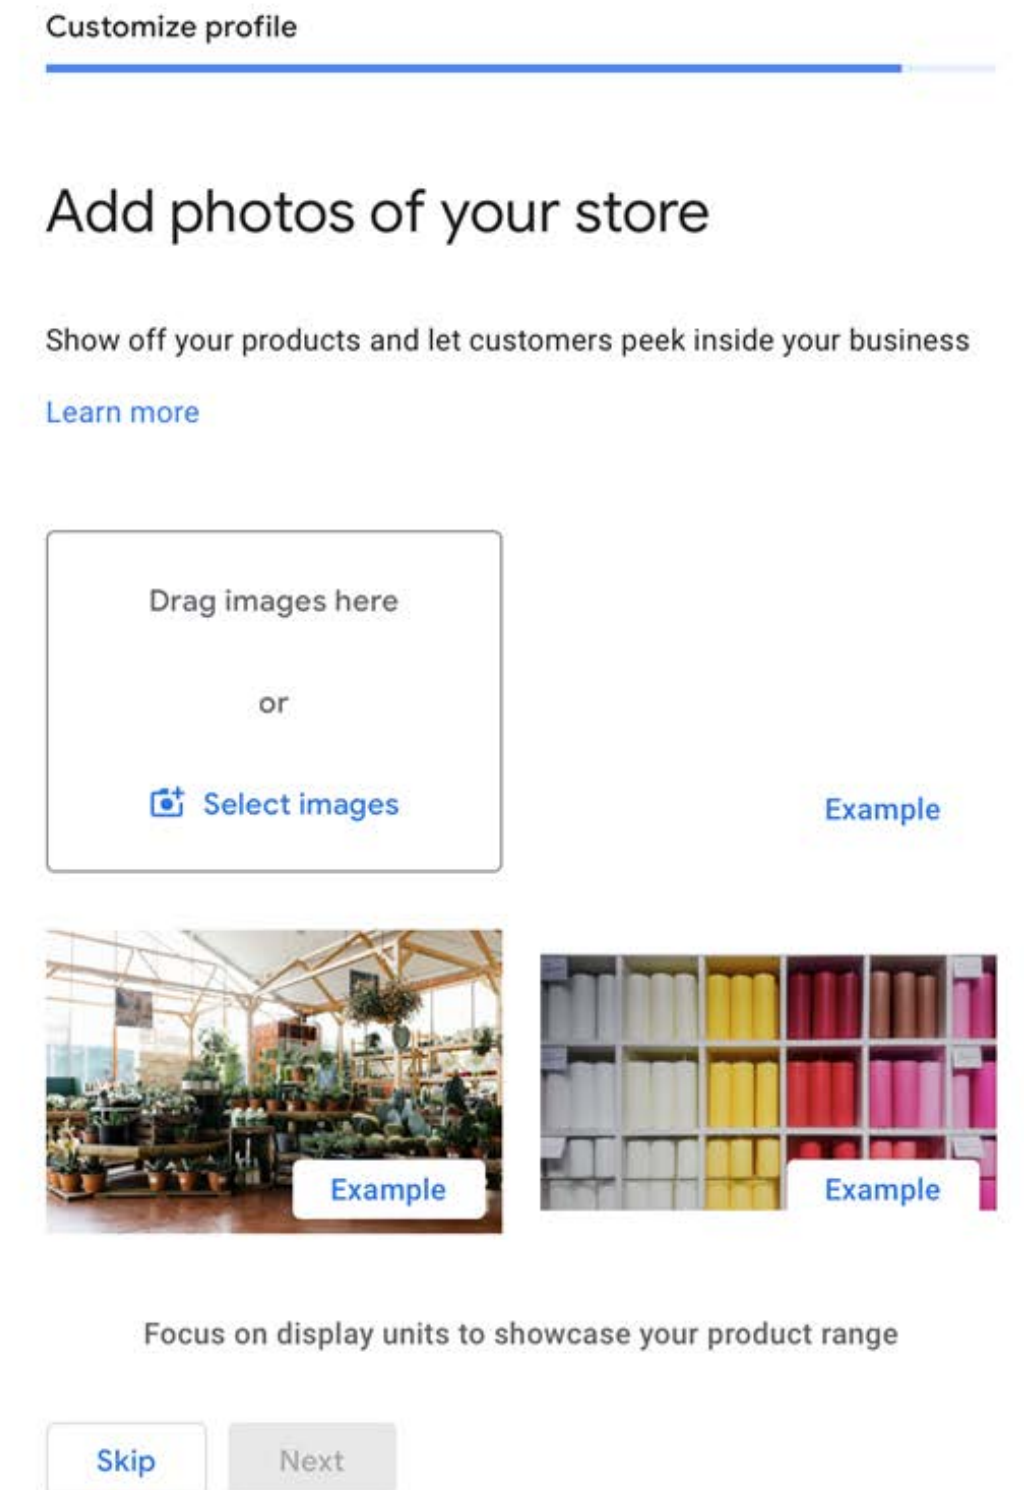 Customize profile
Add photos of your store
Show off your products and let customers peek inside your business
Learn more
Drag images here
or
Select images
Example
Example
Example
Focus on display units to showcase your product range
Skip
Next